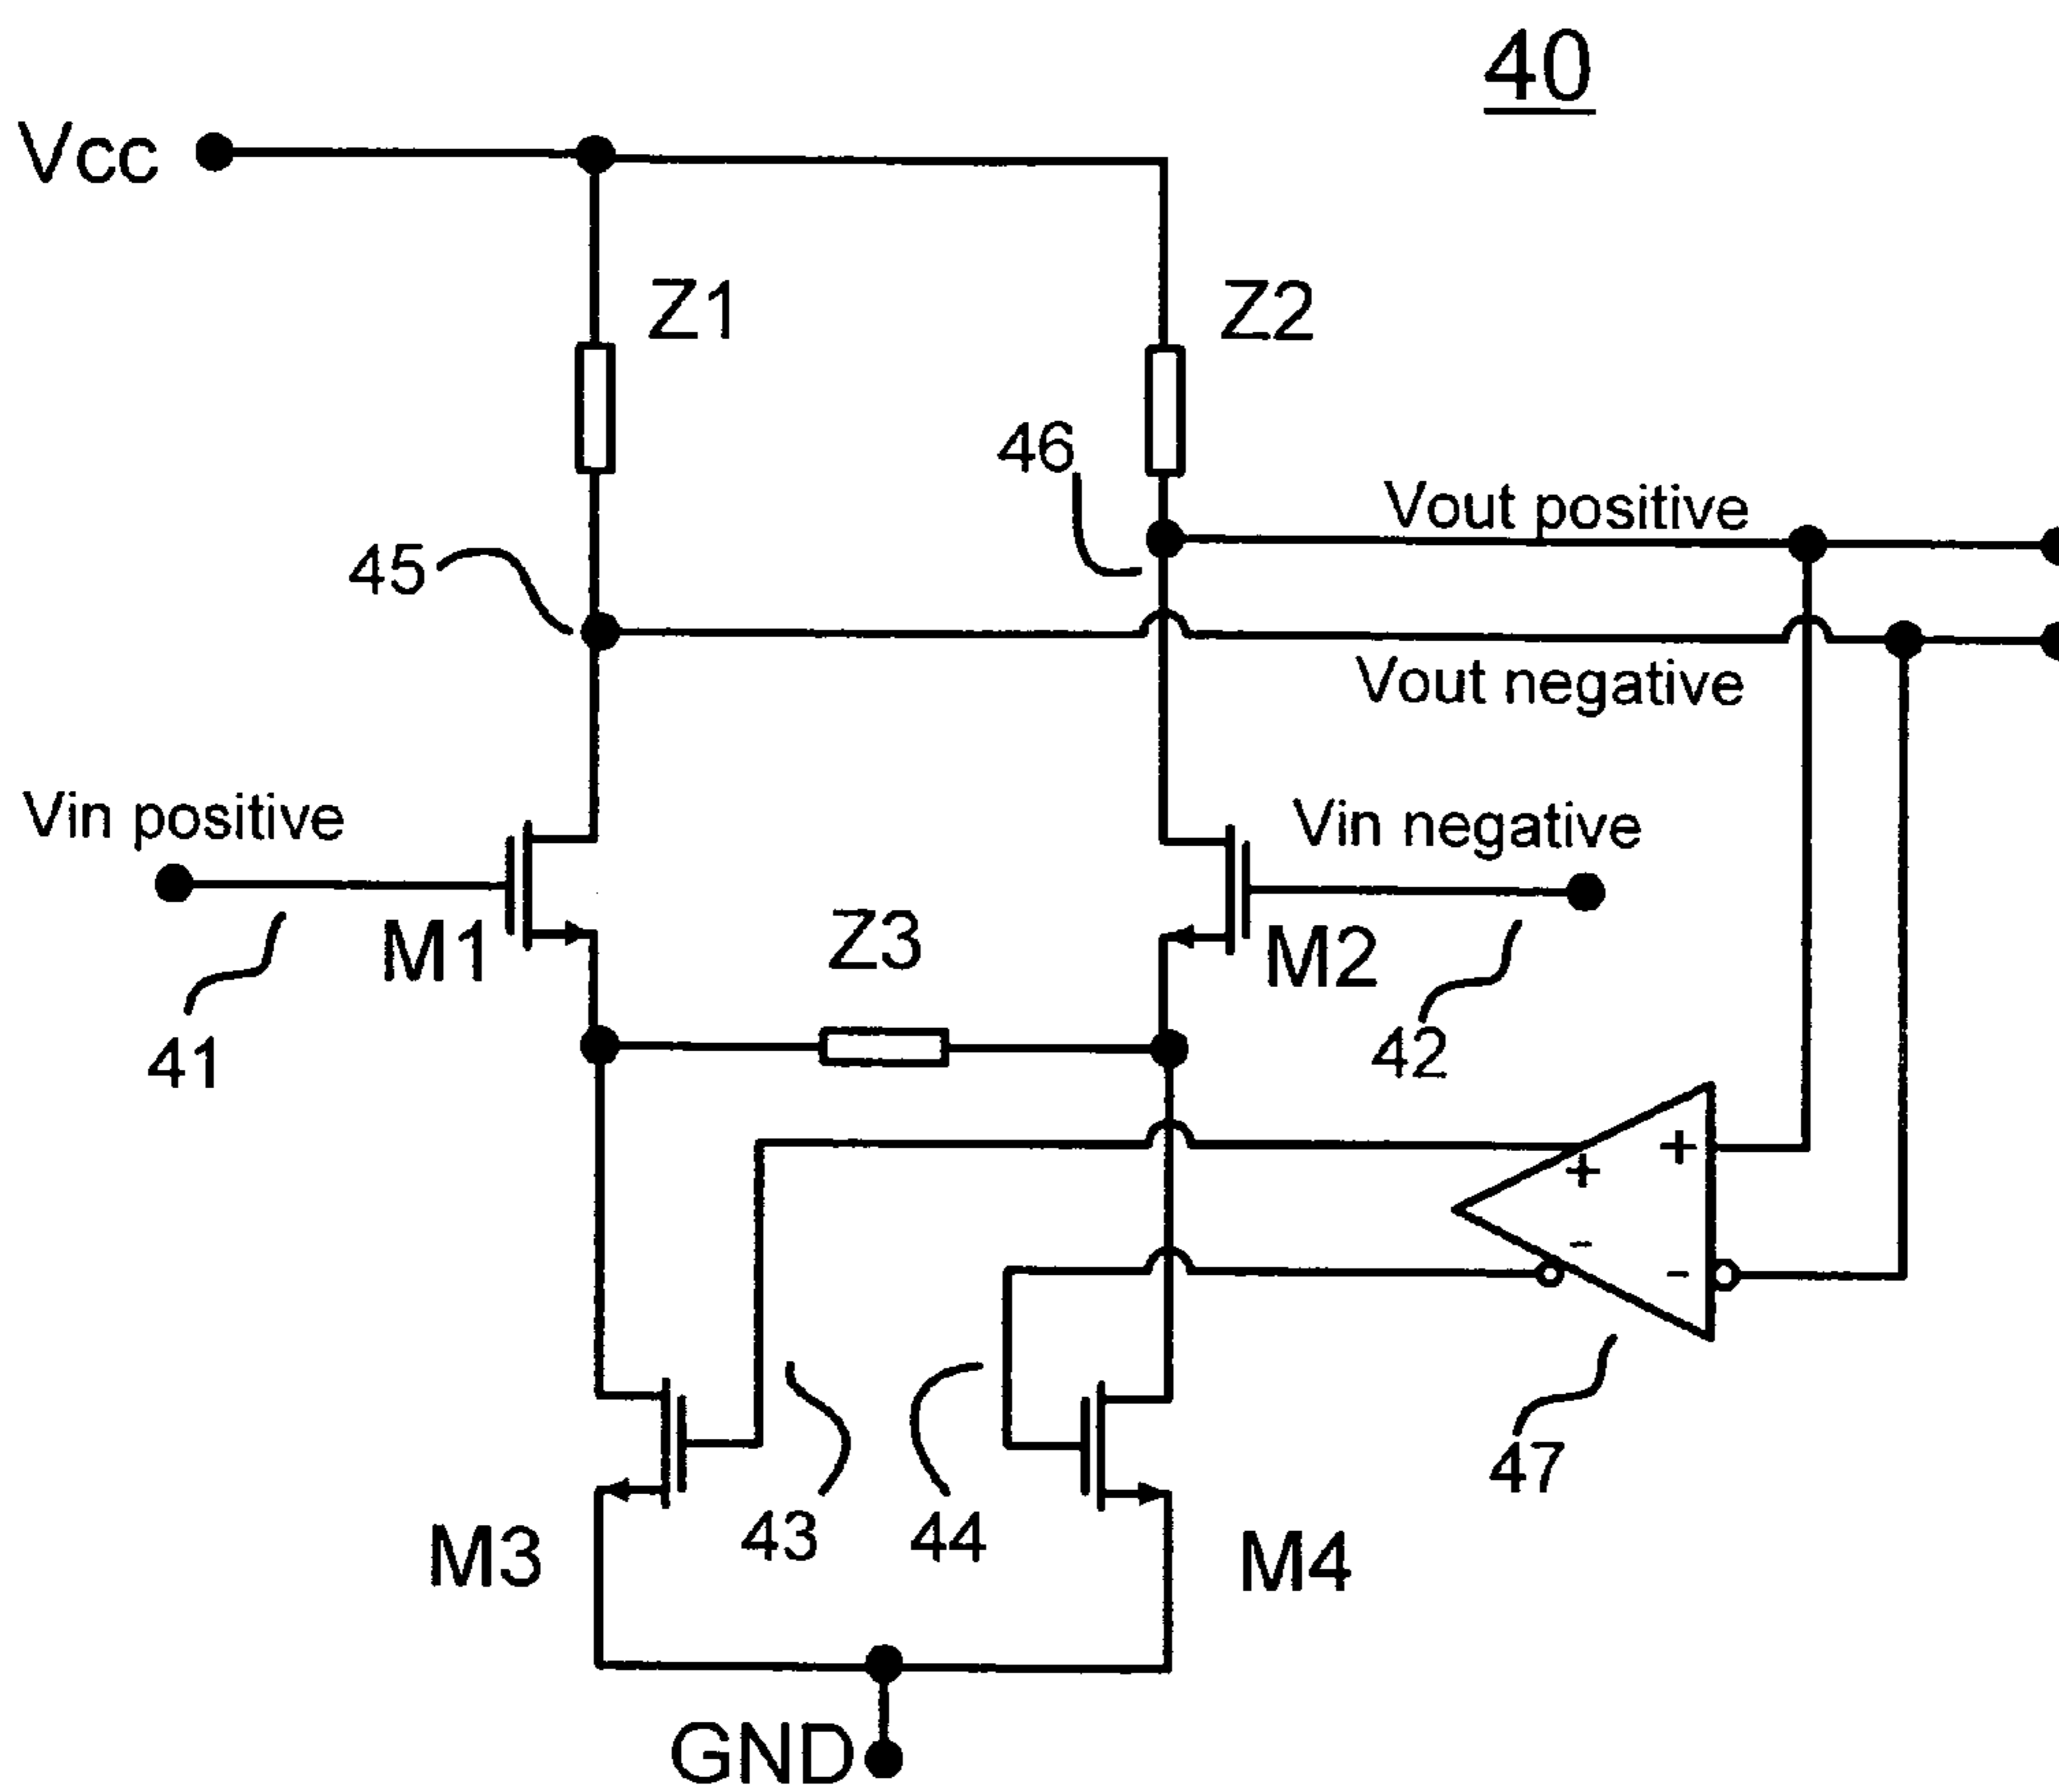 40
Vcc
Z1
Z2
46
Vout positive
45
Vout negative
Vin positive
Vin negative
M1
Z3
M2
41
42
+
+
-
-
47
43
44
M3
M4
GND